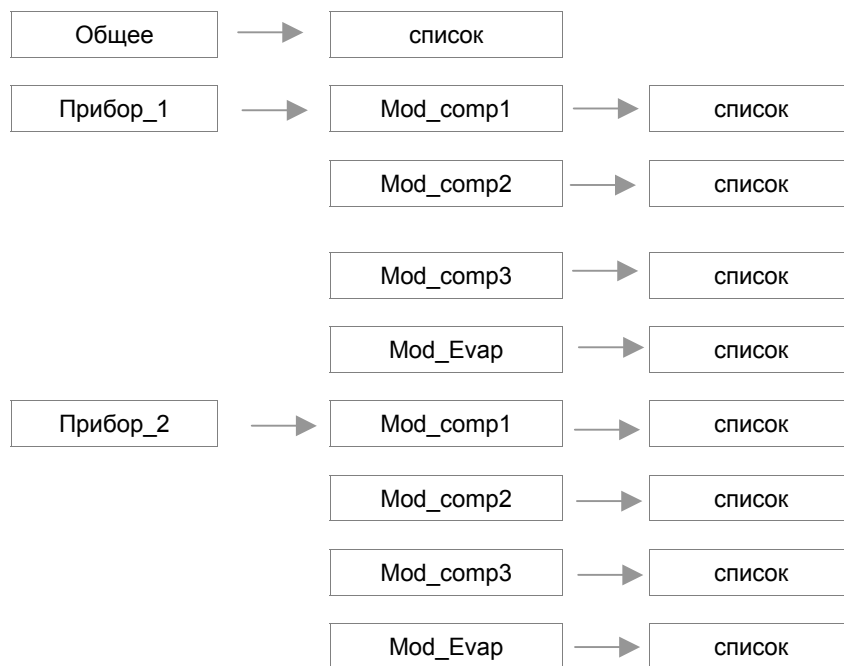 Общее список
Прибор_1 Mod_comp1 список
Mod_comp2 список
Mod_comp3 список
Mod_Evap список
Прибор_2 Mod_comp1 список
Mod_comp2 список
Mod_comp3 список
Mod_Evap список